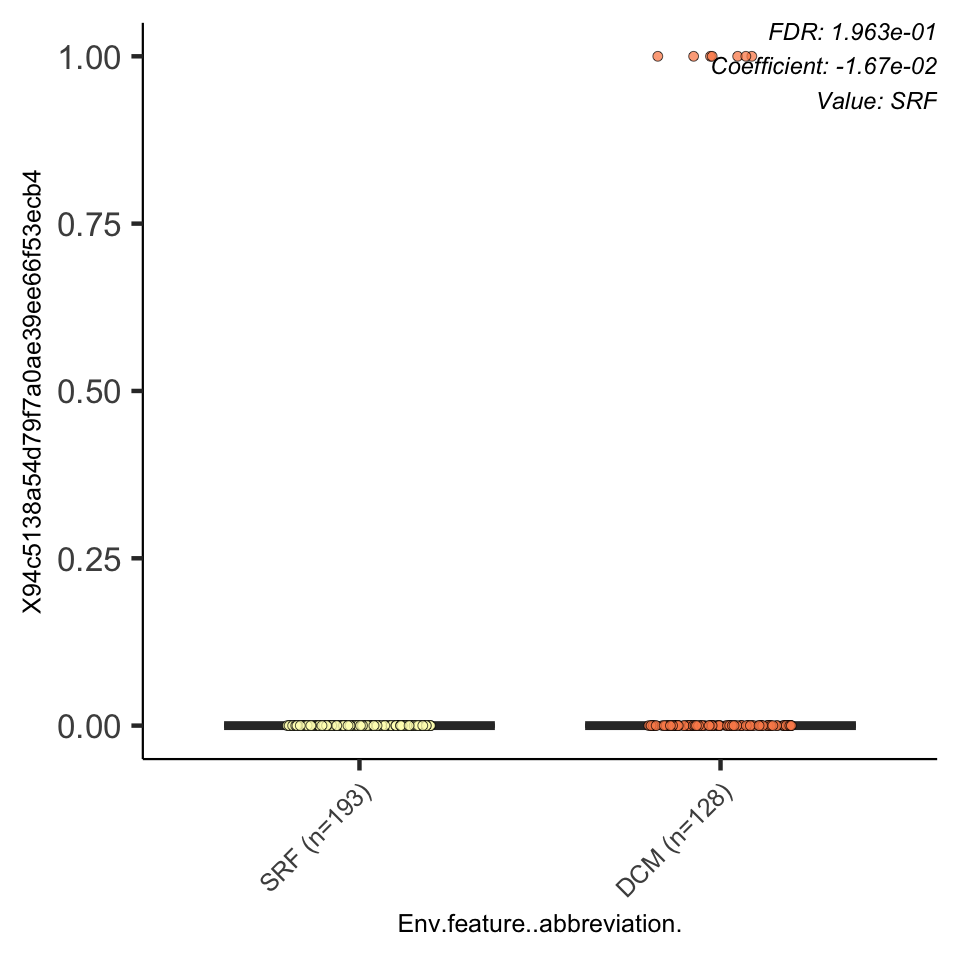 FDR: 1.963e-01
Coefficient: -1.67e-02
Value: SRF
1.00
0.75
0.50
0.25
0.00
X94c5138a54d79f7a0ae39ee66f53ecb4
SRF (n=193)
DCM (n=128)
Env.feature..abbreviation.